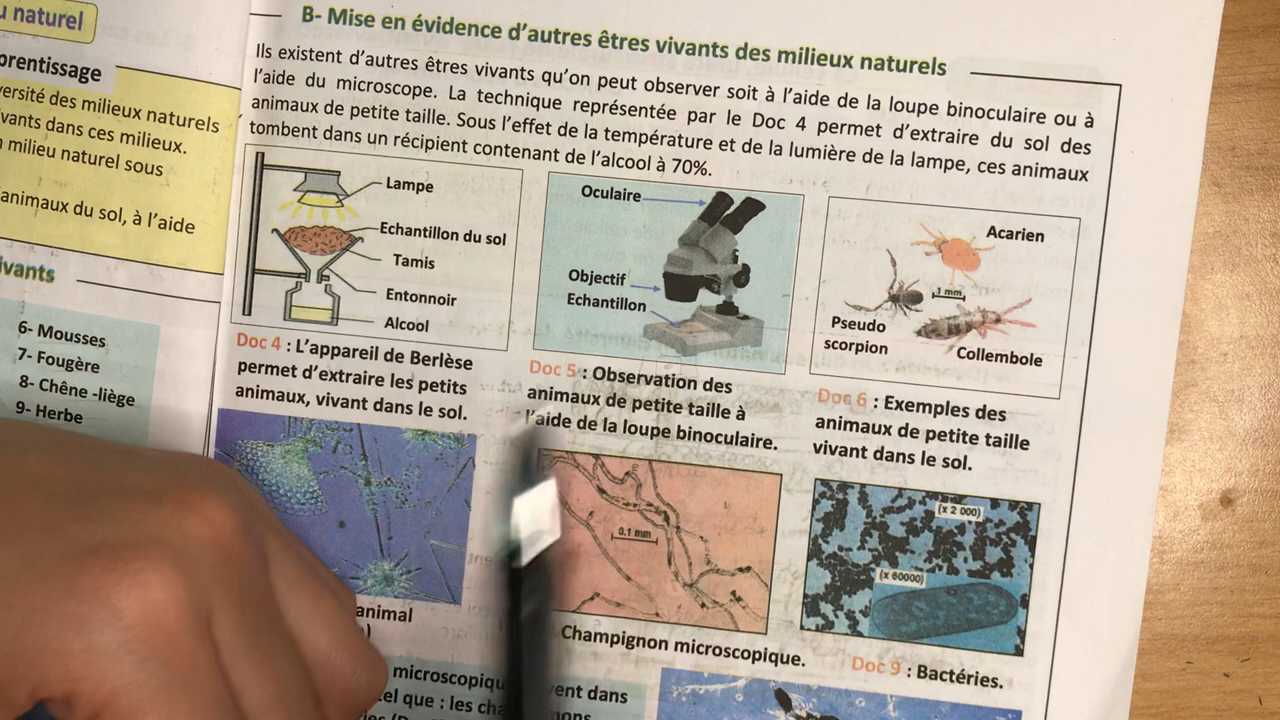 u naturel
prentissage
versité des milieux naturels
vants dans ces milieux.
milieu naturel sous
animaux du sol, à l'aide
ivants
6- Mousses
7- Fougère
8- Chêne -liège
9- Herbe
B- Mise en évidence d'autres êtres vivants des milieux naturels
Ils existent d'autres êtres vivants qu'on peut observer soit à l'aide de la loupe binoculaire ou à
l'aide du microscope. La technique représentée par le Doc 4 permet d'extraire du sol des
animaux de petite taille. Sous l'effet de la température et de la lumière de la lampe, ces animaux
tombent dans un récipient contenant de l'alcool à 70%.
Lampe
Echantillon du sol
Tamis
Entonnoir
Alcool
Doc 4 : L'appareil de Berlèse
permet d'extraire les petits
animaux, vivant dans le sol.
Oculaire
Objectif
Echantillon
Doc 5 : Observation des
animaux de petite taille à
l'aide de la loupe binoculaire.
Acarien
1 mm
Pseudo
scorpion
Collembole
Doc 6 : Exemples des
animaux de petite taille
vivant dans le sol.
animal
)
0.1 mm
Champignon microscopique.
(x 2 000)
(x 60000)
Doc 9 : Bactéries.
microscopiqu
tel que : les cha
vent dans